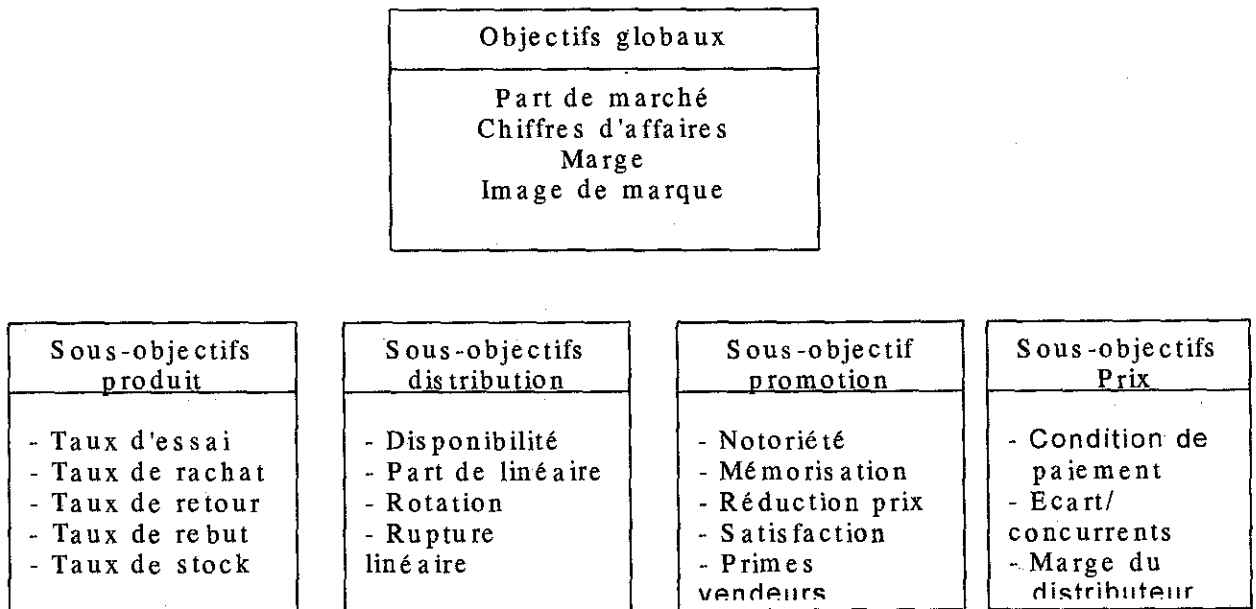 Objectifs globaux
Part de marché
Chiffres d'affaires
Marge
Image de marque
Sous-objectifs
produit
- Taux d'essai
- Taux de rachat
- Taux de retour
- Taux de rebut
- Taux de stock
Sous-objectifs
distribution
- Disponibilité
- Part de linéaire
- Rotation
- Rupture
linéaire
Sous-objectif
promotion
- Notoriété
- Mémorisation
- Réduction prix
- Satisfaction
- Primes
vendeurs
Sous-objectifs
Prix
- Condition de
paiement
- Ecart/
concurrents
- Marge du
distributeur